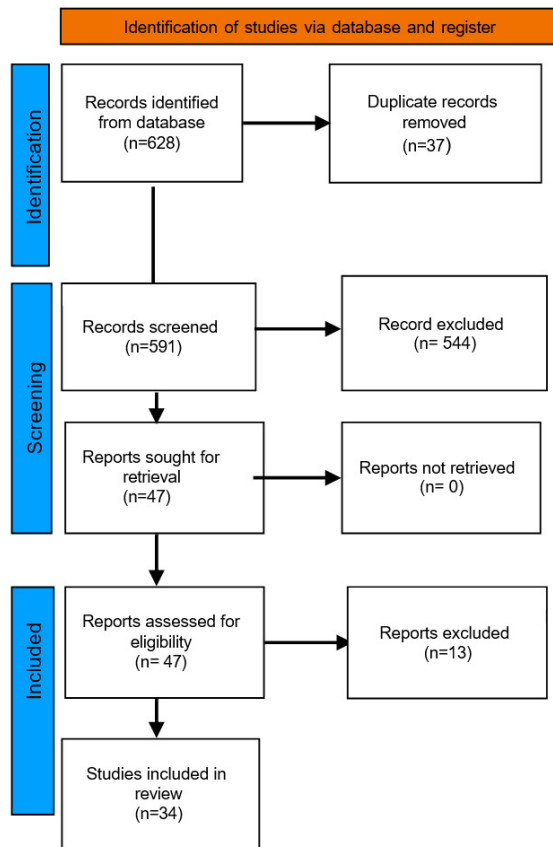 Identification of studies via database and register
Identification
Records identified
from database
(n=628)
Duplicate records
removed
(n=37)
Screening
Records screened
(n=591)
Record excluded
(n= 544)
Reports sought for
retrieval
(n=47)
Reports not retrieved
(n= 0)
Included
Reports assessed for
eligibility
(n= 47)
Reports excluded
(n=13)
Studies included in
review
(n=34)